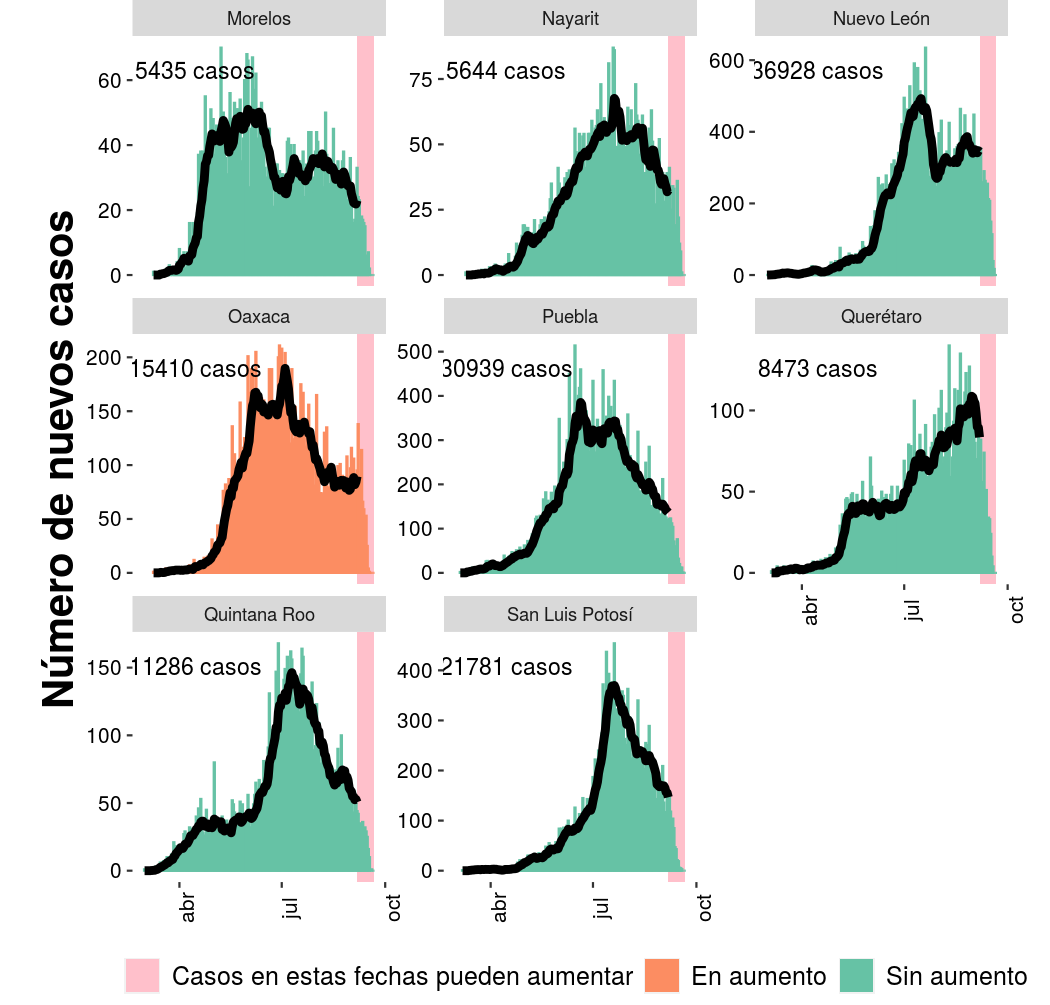 Morelos
Nayarit
Nuevo León
5435 casos
5644 casos
36928 casos
60
40
20
0
75
50
25
0
600
400
200
0
Oaxaca
Puebla
Querétaro
15410 casos
30939 casos
8473 casos
200
150
100
50
0
500
400
300
200
100
0
100
50
0
abr
jul
oct
Quintana Roo
San Luis Potosí
11286 casos
21781 casos
150
100
50
0
400
300
200
100
0
abr
jul
oct
abr
jul
oct
Número de nuevos casos
Casos en estas fechas pueden aumentar
En aumento
Sin aumento